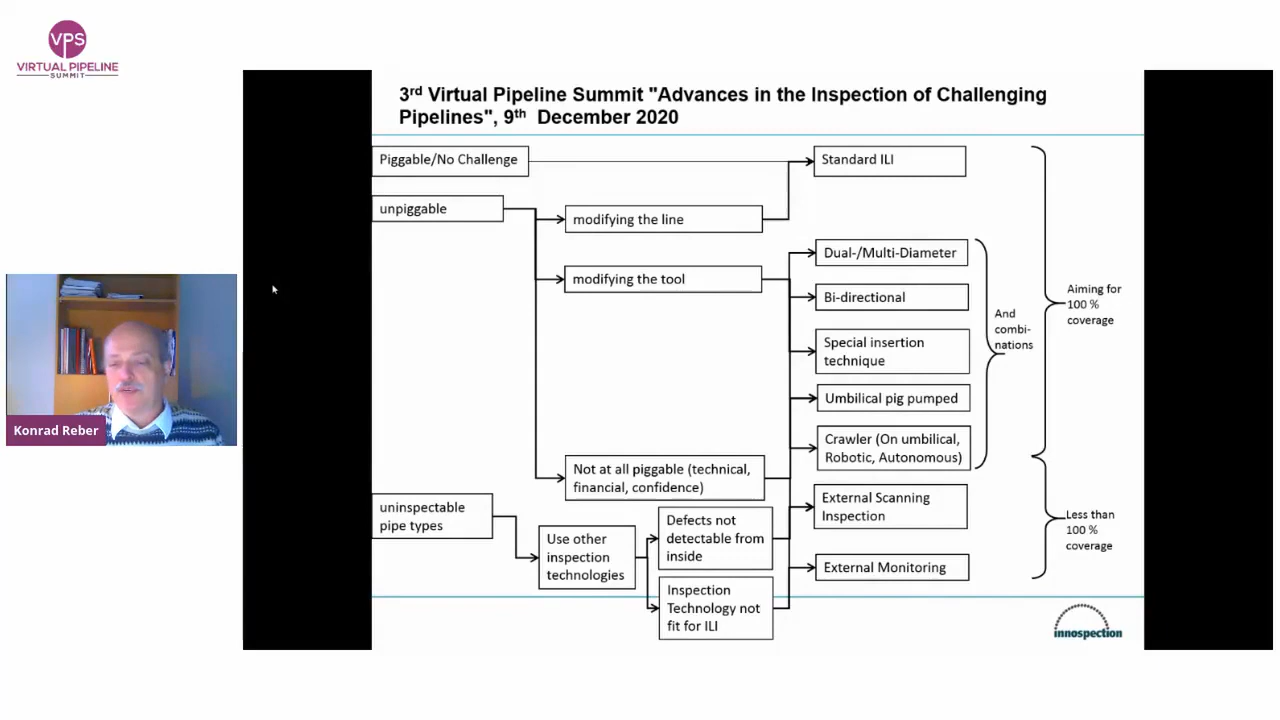 VPS
VIRTUAL PIPELINE
SUMMIT
3rd Virtual Pipeline Summit "Advances in the Inspection of Challenging
Pipelines", 9th December 2020
Piggable/No Challenge
Standard ILI
unpiggable
modifying the line
modifying the tool
Dual-/Multi-Diameter
Bi-directional
Special insertion
technique
Umbilical pig pumped
Crawler (On umbilical,
Robotic, Autonomous)
And
combi-
nations
Aiming for
100 %
coverage
Not at all piggable (technical,
financial, confidence)
External Scanning
Inspection
External Monitoring
Less than
100 %
coverage
uninspectable
pipe types
Use other
inspection
technologies
Defects not
detectable from
inside
Inspection
Technology not
fit for ILI
Konrad Reber
innospection